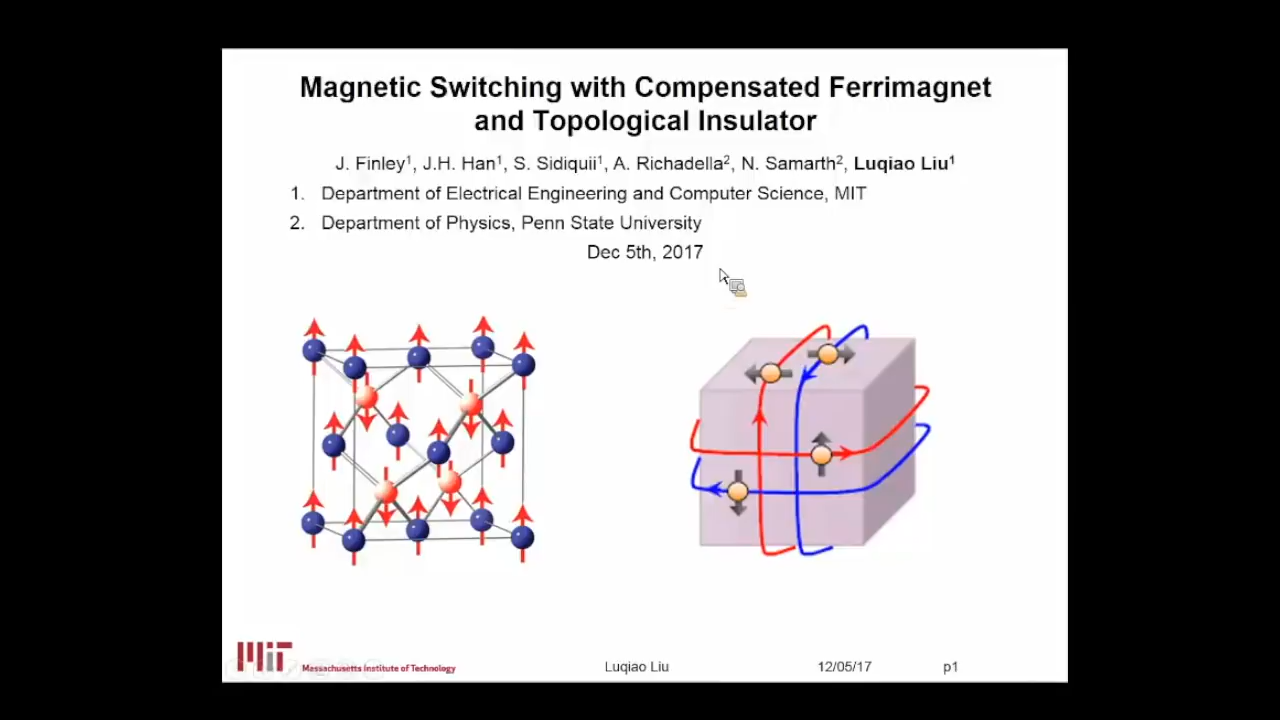 Magnetic Switching with Compensated Ferrimagnet
and Topological Insulator
J. Finley¹, J.H. Han¹, S. Sidiquii¹, A. Richadella², N. Samarth², Luqiao Liu¹
1. Department of Electrical Engineering and Computer Science, MIT
2. Department of Physics, Penn State University
Dec 5th, 2017
MIT Massachusetts Institute of Technology
Luqiao Liu
12/05/17
p1